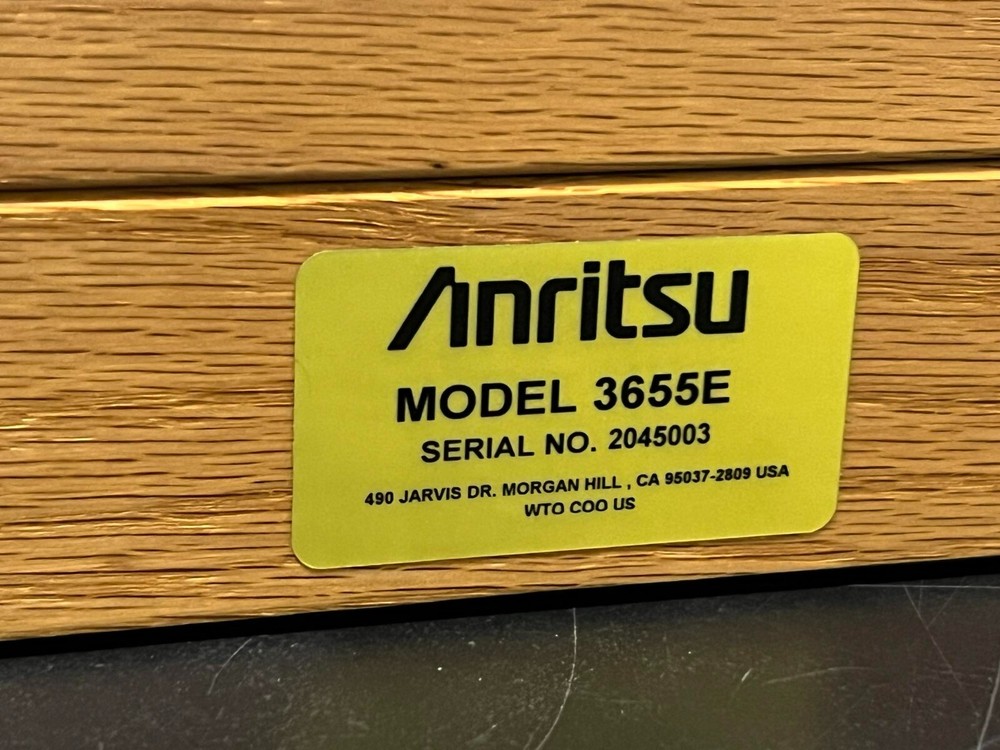 Anritsu
MODEL 3655E
SERIAL NO. 2045003
490 JARVIS DR. MORGAN HILL , CA 95037-2809 USA
WTO COO US